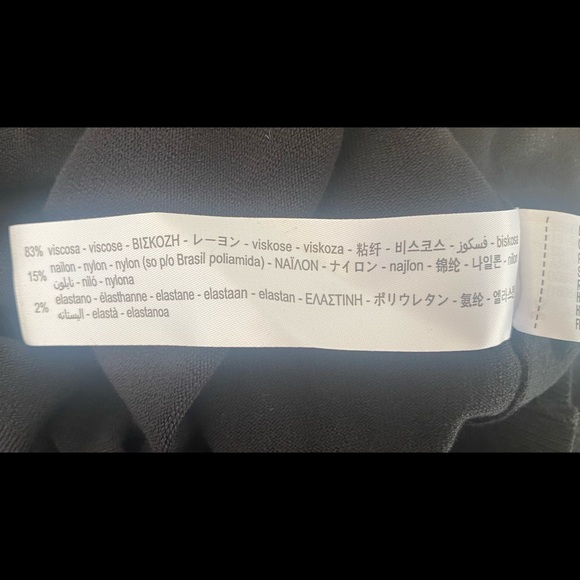 83% viscosa - viscose - ΒΙΣΚΟΖΗ - レーヨン - viskose - viskoza - 粘纤 - 비스코스 - فسكوز - biskosa
15% nailon - nylon - nylon (so p/o Brasil poliamida) - ΝΑΪΛΟΝ - ナイロン - najlon - 锦纶 - 나일론 - nilon
نايلون - niló - nylona
2% elastano - élasthanne - elastane - elastaan - elastan - ΕΛΑΣΤΙΝΗ - ポリウレタン - 氨纶 -
اليستانه - elastà - elastanoa